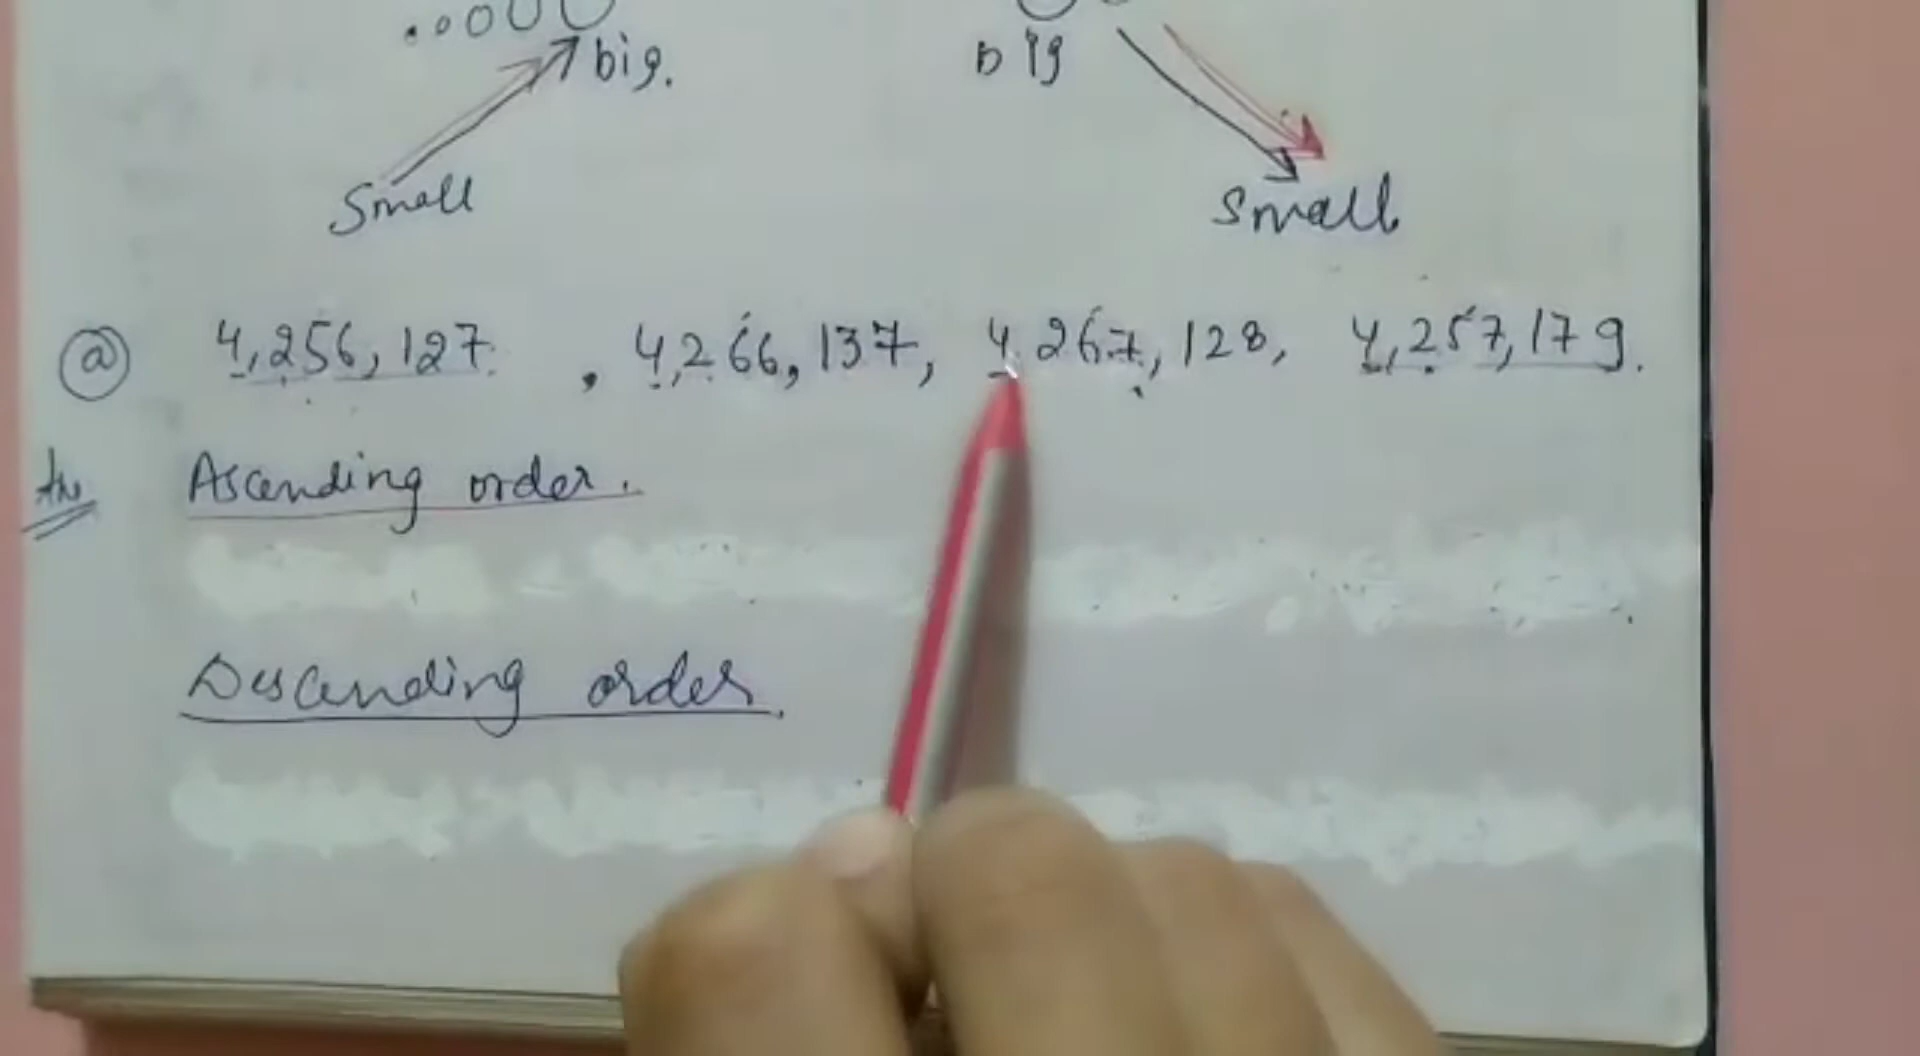 big. big
Small Small
@ 4,256,127 , 4,266,137, 4,267,128, 4,257,179.
Ans Ascending order.
Descending order.